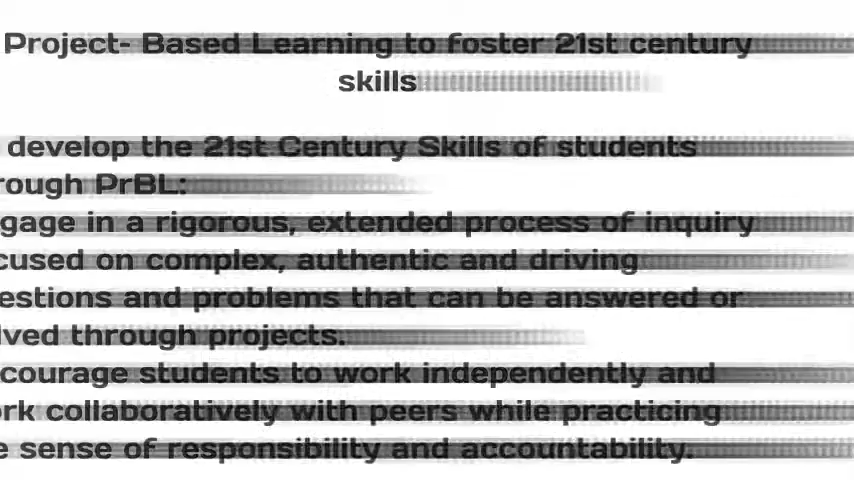 Project- Based Learning to foster 21st century
skills
develop the 21st Century Skills of students
rough PrBL:
gage in a rigorous, extended process of inquiry
cused on complex, authentic and driving
estions and problems that can be answered or
lved through projects.
courage students to work independently and
rk collaboratively with peers while practicing
e sense of responsibility and accountability.